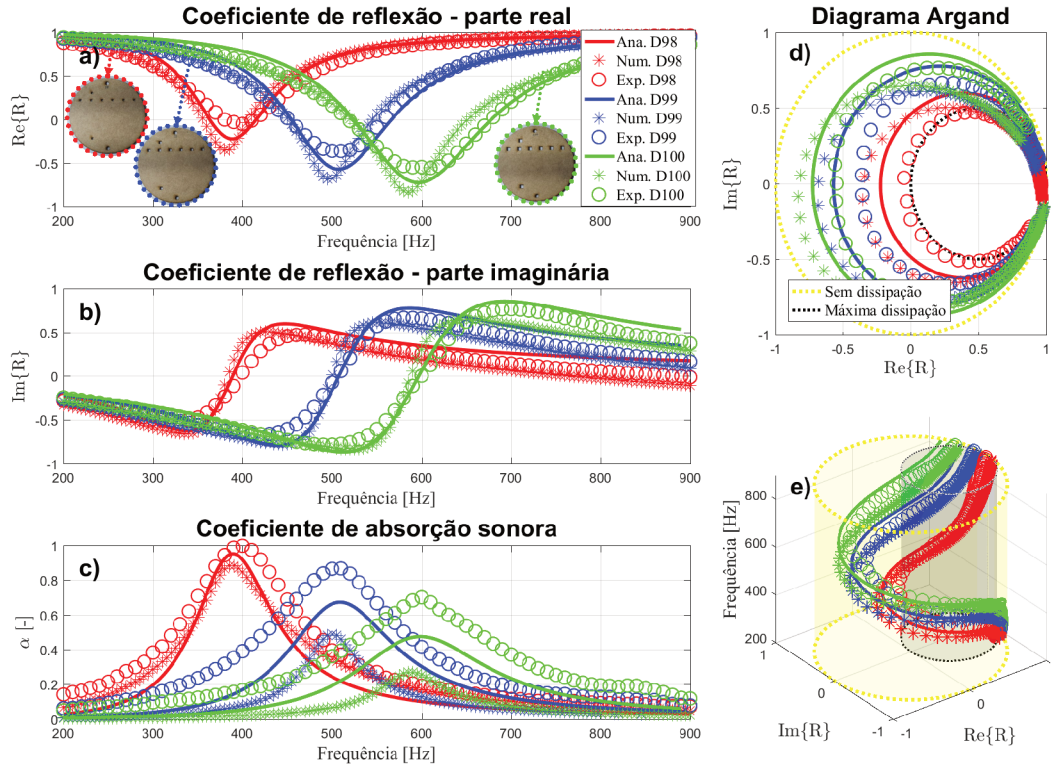 Coeficiente de reflexão - parte real
a)
Re{R}
1
0.5
0
-0.5
-1
200
300
400
500
600
700
800
900
Frequência [Hz]
Ana. D98
Num. D98
Exp. D98
Ana. D99
Num. D99
Exp. D99
Ana. D100
Num. D100
Exp. D100
Coeficiente de reflexão - parte imaginária
b)
Im{R}
1
0.5
0
-0.5
-1
200
300
400
500
600
700
800
900
Frequência [Hz]
Coeficiente de absorção sonora
c)
α [-]
1
0.8
0.6
0.4
0.2
0
200
300
400
500
600
700
800
900
Frequência [Hz]
Diagrama Argand
d)
Im{R}
1
0.5
0
-0.5
-1
Sem dissipação
Máxima dissipação
-1
-0.5
0
0.5
1
Re{R}
e)
Frequência [Hz]
800
600
400
200
1
0
-1
Im{R}
-1
0
1
Re{R}